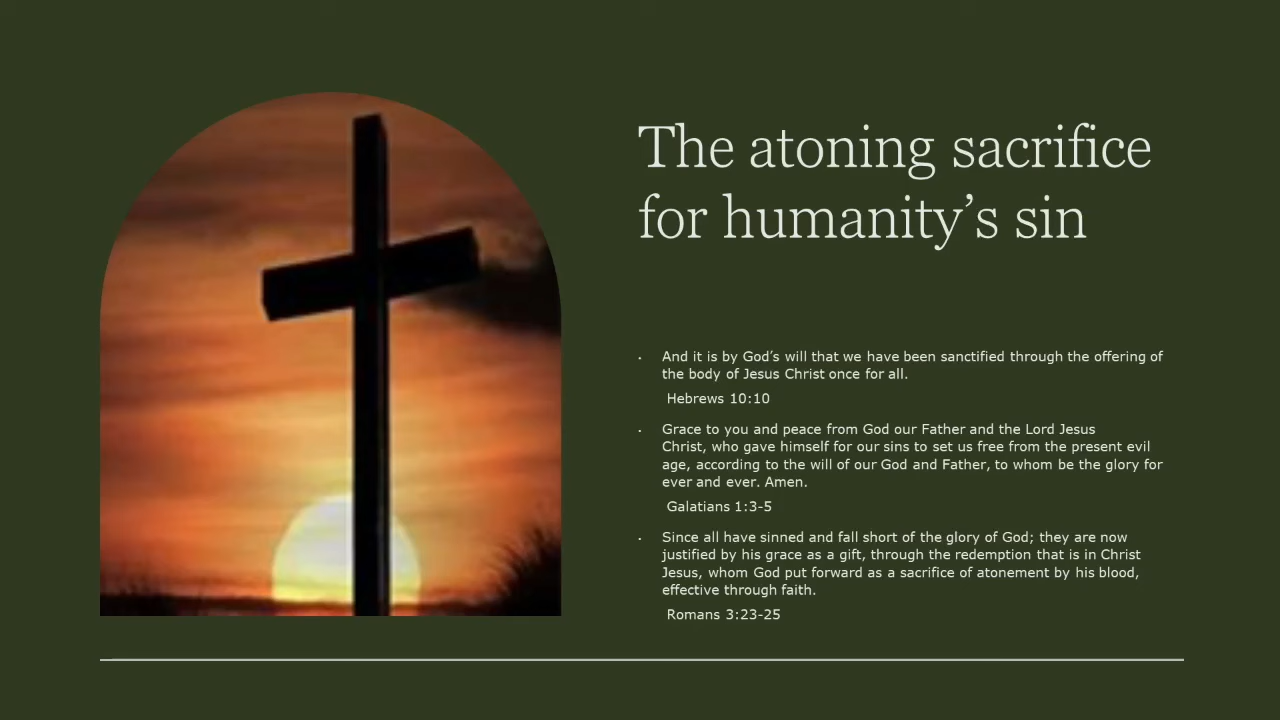 The atoning sacrifice
for humanity’s sin
· And it is by God’s will that we have been sanctified through the offering of
the body of Jesus Christ once for all.
Hebrews 10:10
· Grace to you and peace from God our Father and the Lord Jesus
Christ, who gave himself for our sins to set us free from the present evil
age, according to the will of our God and Father, to whom be the glory for
ever and ever. Amen.
Galatians 1:3-5
· Since all have sinned and fall short of the glory of God; they are now
justified by his grace as a gift, through the redemption that is in Christ
Jesus, whom God put forward as a sacrifice of atonement by his blood,
effective through faith.
Romans 3:23-25